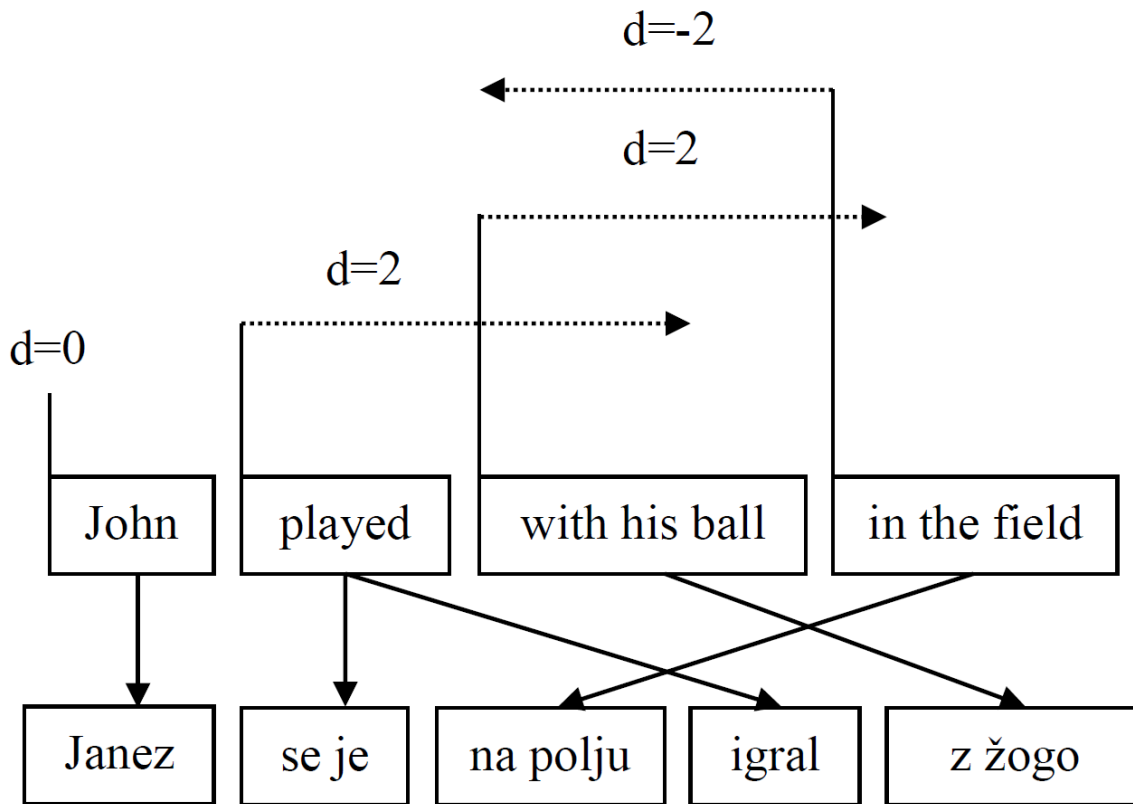 d=-2
d=2
d=2
d=0
John played with his ball in the field
Janez se je na polju igral z žogo